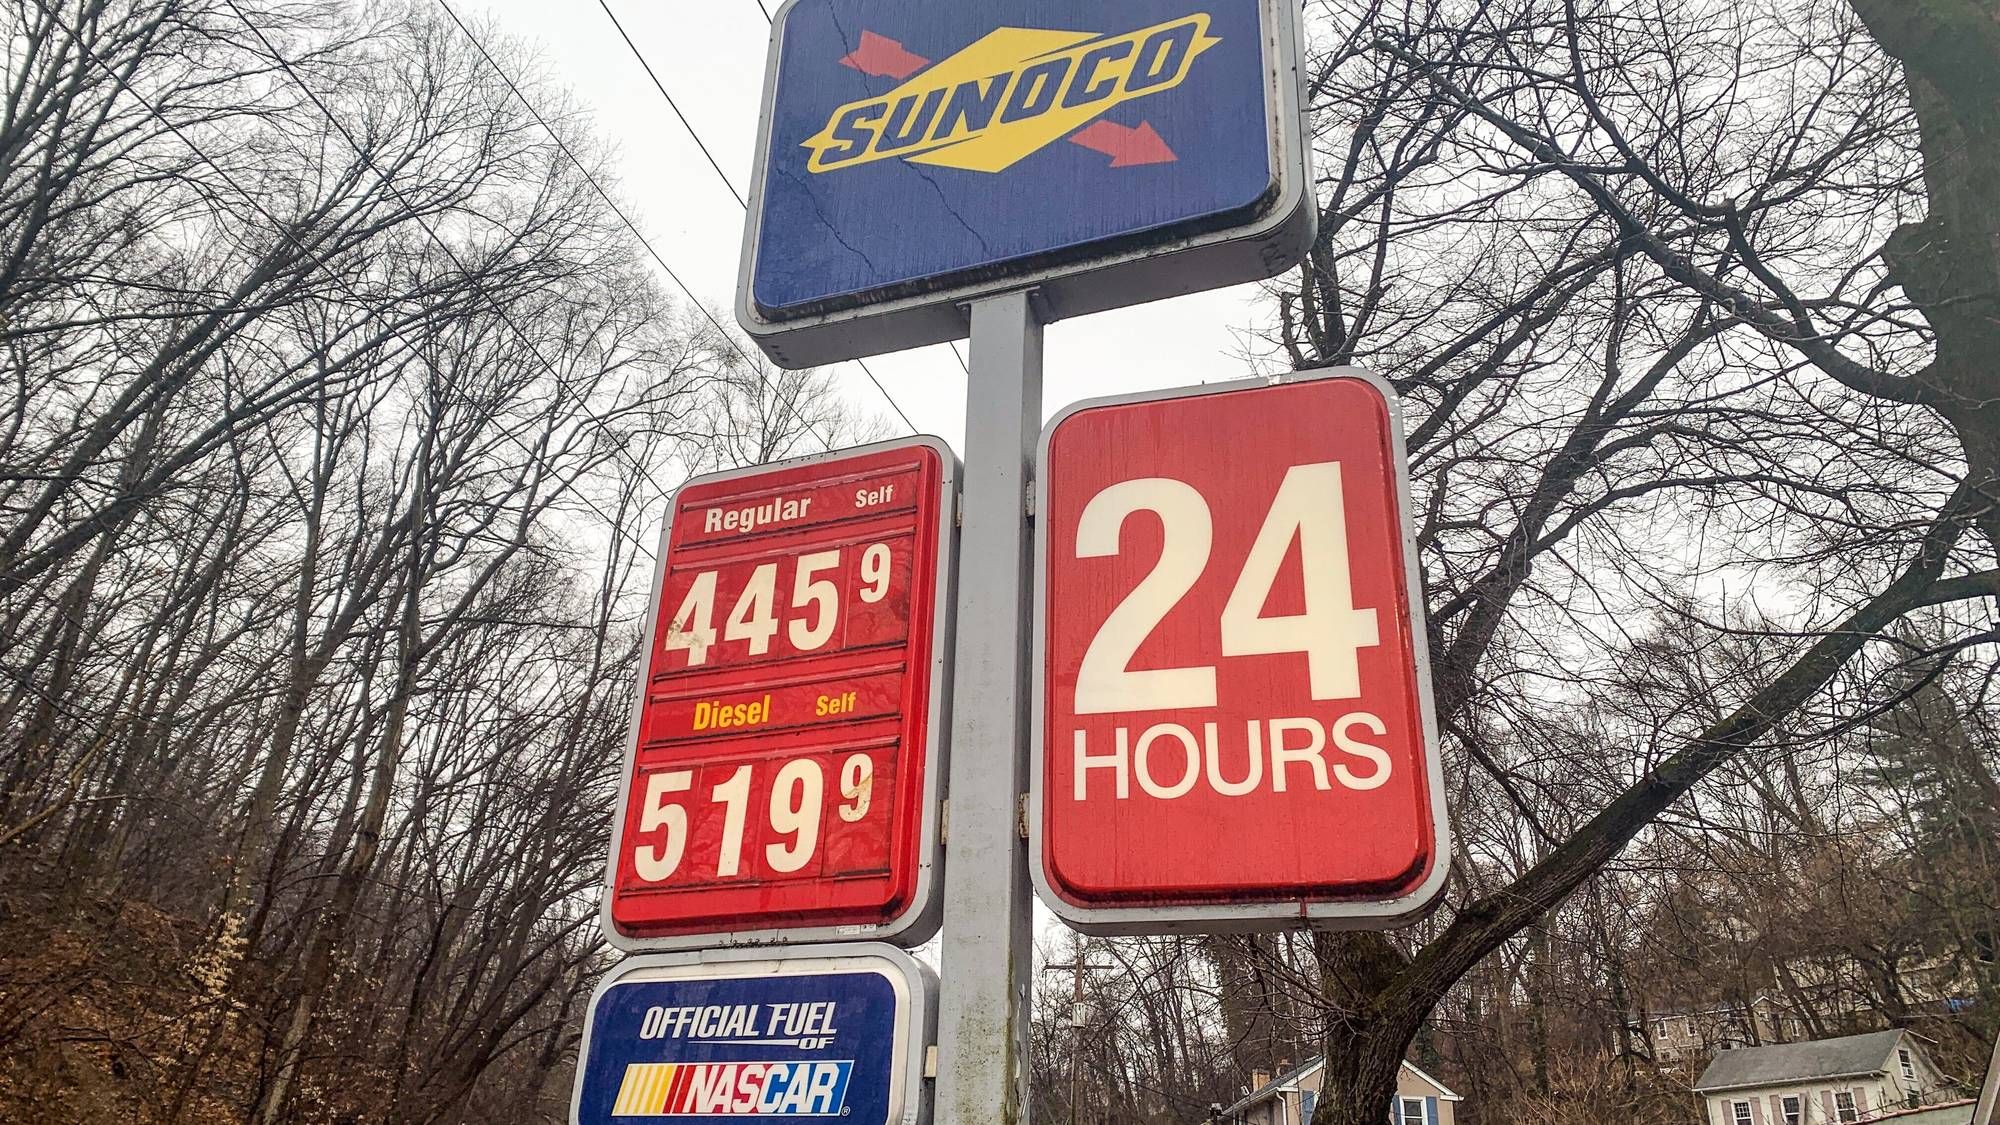 SUNOCO
Regular Self
445 9
Diesel Self
519 9
24
HOURS
OFFICIAL FUEL
OF
NASCAR ®